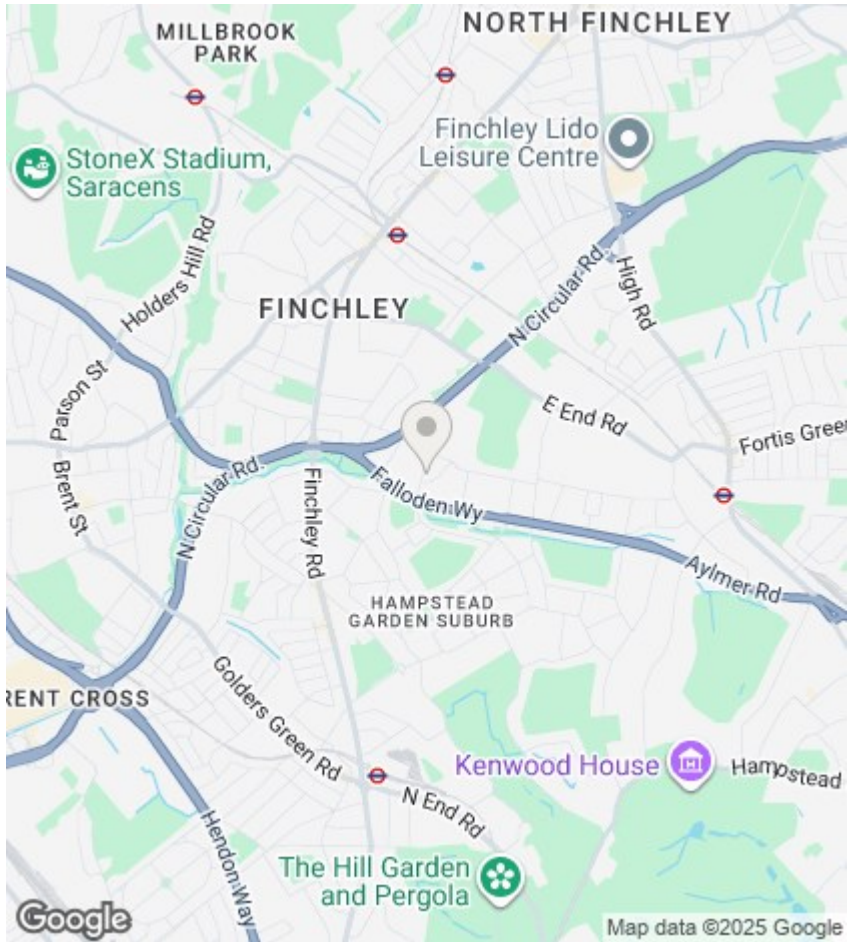 MILLBROOK
PARK
NORTH FINCHLEY
Finchley Lido
Leisure Centre
StoneX Stadium,
Saracens
Holders Hill Rd
High Rd
N Circular Rd.
FINCHLEY
Parson St
E End Rd
Fortis Green
Brent St
N Circular Rd.
Finchley Rd
Falloden Wy
Aylmer Rd
HAMPSTEAD
GARDEN SUBURB
RENT CROSS
Golders Green Rd
Kenwood House
Hampstead
N End Rd
Hendon Way
The Hill Garden
and Pergola
Google
Map data ©2025 Google